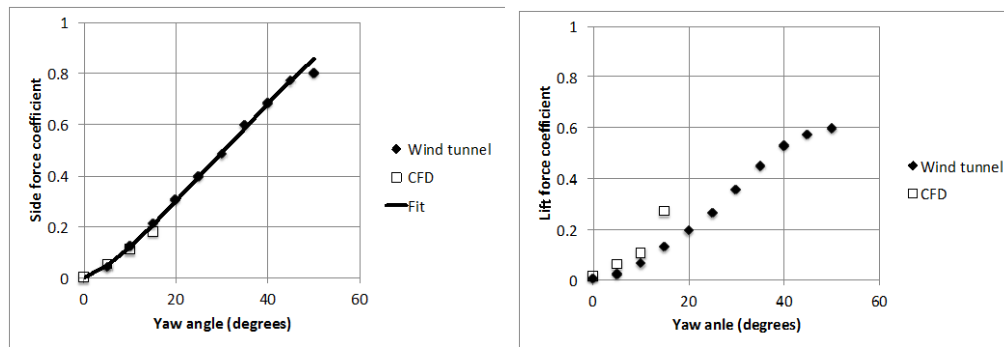 Side force coefficient
1
0.8
0.6
0.4
0.2
0
0
20
40
60
Yaw angle (degrees)
Wind tunnel
CFD
Fit
Lift force coefficient
1
0.8
0.6
0.4
0.2
0
0
20
40
60
Yaw anle (degrees)
Wind tunnel
CFD